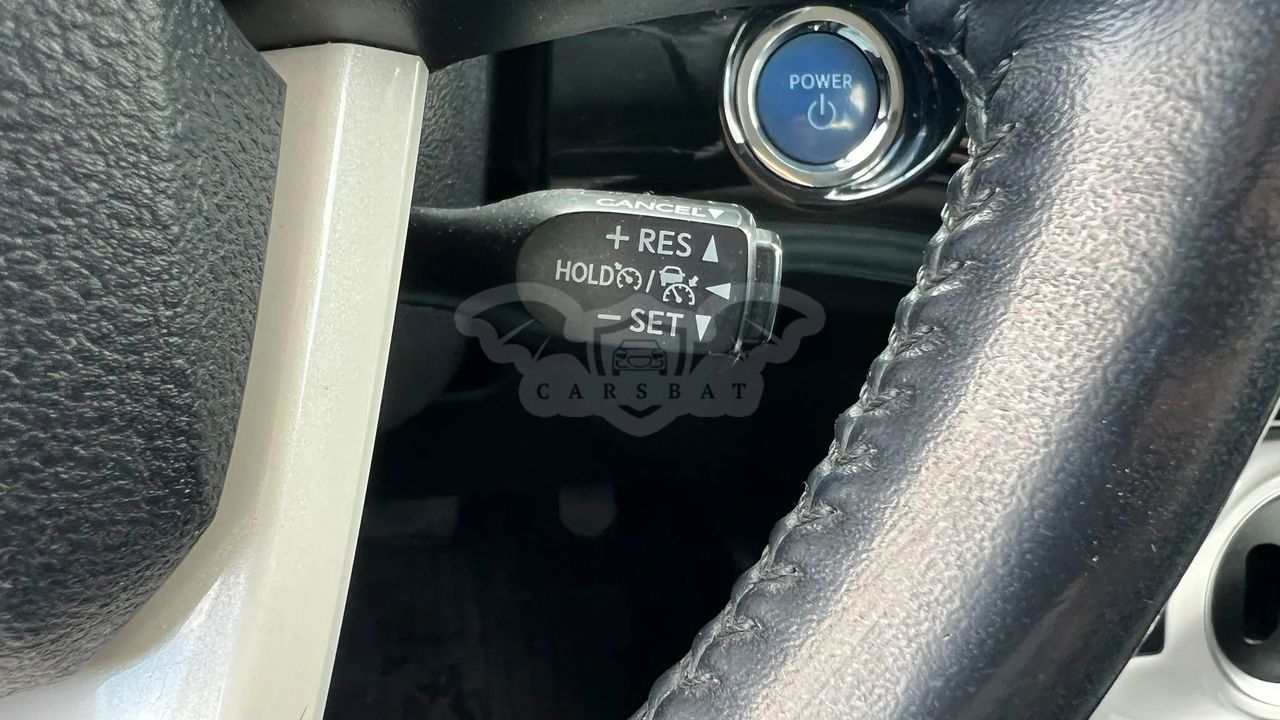 POWER
CANCEL▼
+ RES ▲
HOLD / ◀
– SET ▼
CARSBAT